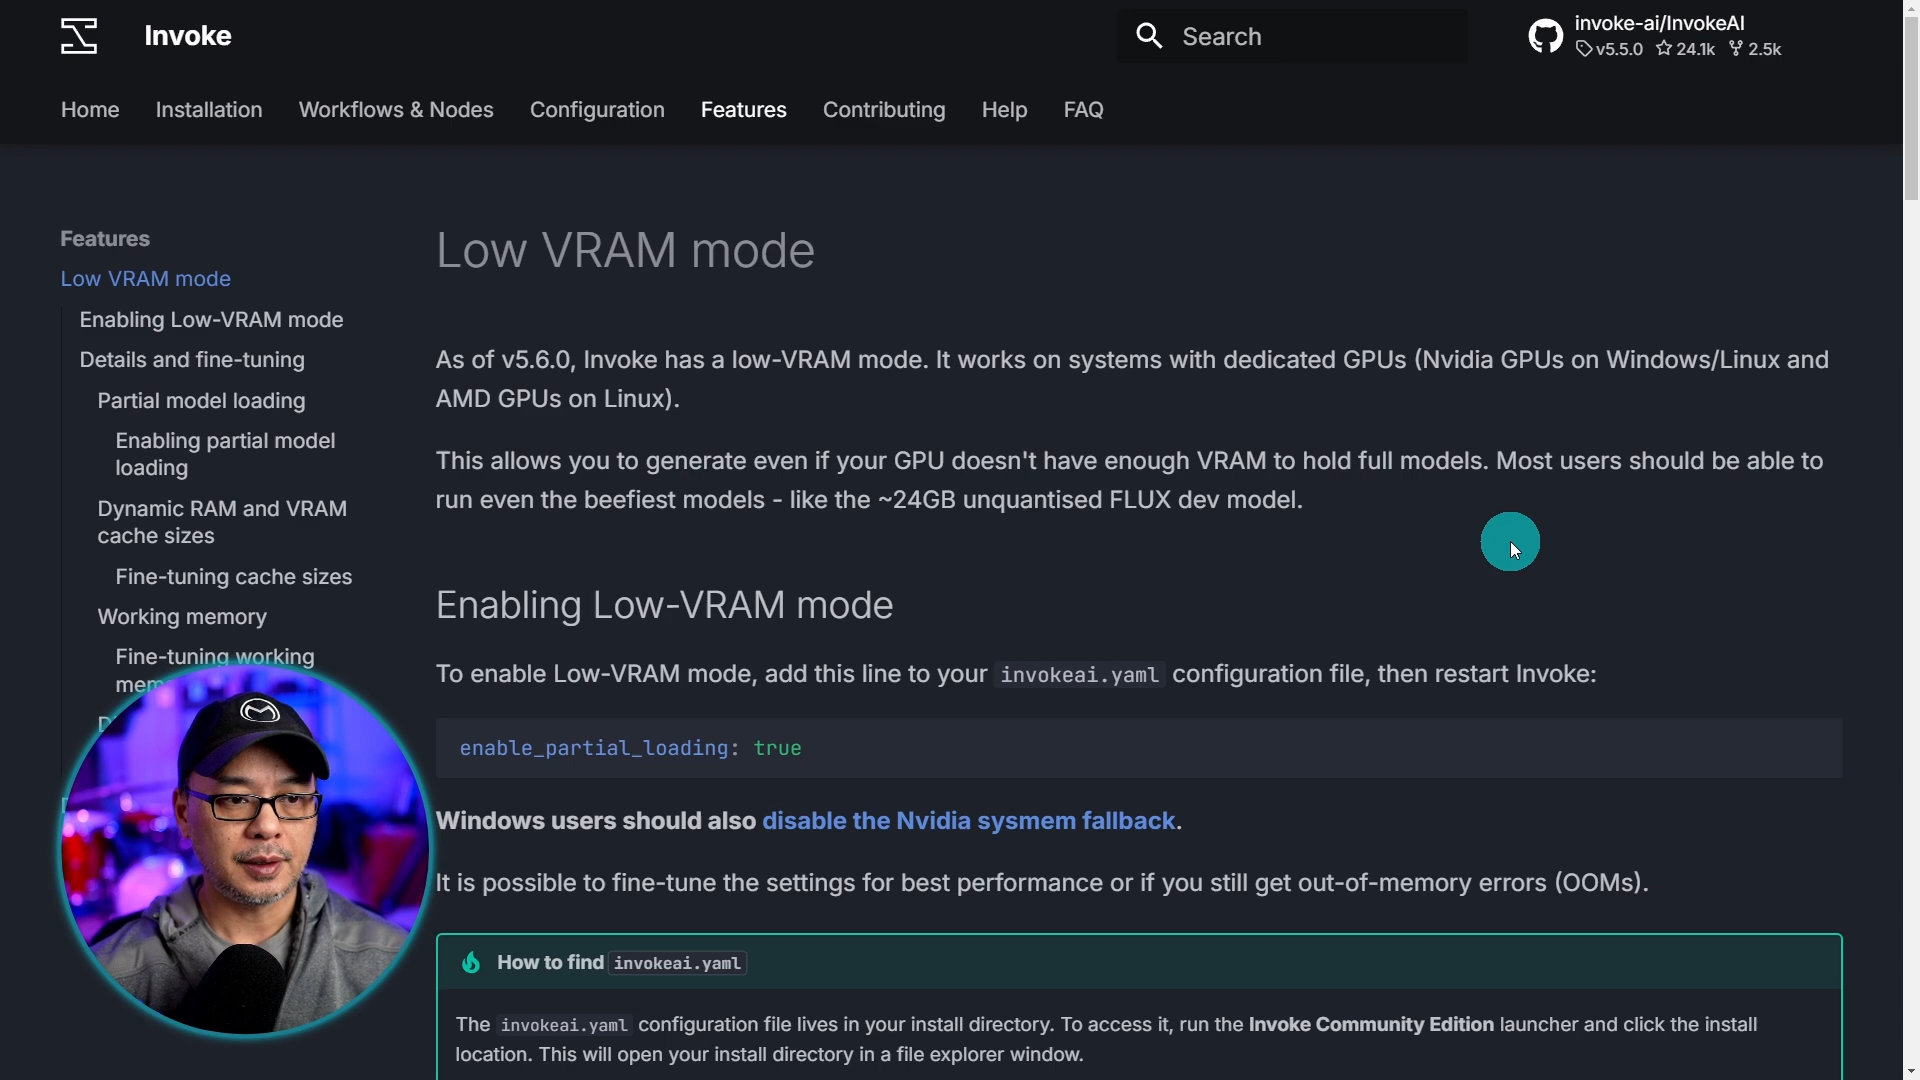 Invoke
Search
invoke-ai/InvokeAI
v5.5.0 24.1k 2.5k
Home Installation Workflows & Nodes Configuration Features Contributing Help FAQ
Features
Low VRAM mode
Enabling Low-VRAM mode
Details and fine-tuning
Partial model loading
Enabling partial model
loading
Dynamic RAM and VRAM
cache sizes
Fine-tuning cache sizes
Working memory
Fine-tuning working
Low VRAM mode
As of v5.6.0, Invoke has a low-VRAM mode. It works on systems with dedicated GPUs (Nvidia GPUs on Windows/Linux and
AMD GPUs on Linux).
This allows you to generate even if your GPU doesn't have enough VRAM to hold full models. Most users should be able to
run even the beefiest models - like the ~24GB unquantised FLUX dev model.
Enabling Low-VRAM mode
To enable Low-VRAM mode, add this line to your invokeai.yaml configuration file, then restart Invoke:
enable_partial_loading: true
Windows users should also disable the Nvidia sysmem fallback.
It is possible to fine-tune the settings for best performance or if you still get out-of-memory errors (OOMs).
How to find invokeai.yaml
The invokeai.yaml configuration file lives in your install directory. To access it, run the Invoke Community Edition launcher and click the install
location. This will open your install directory in a file explorer window.